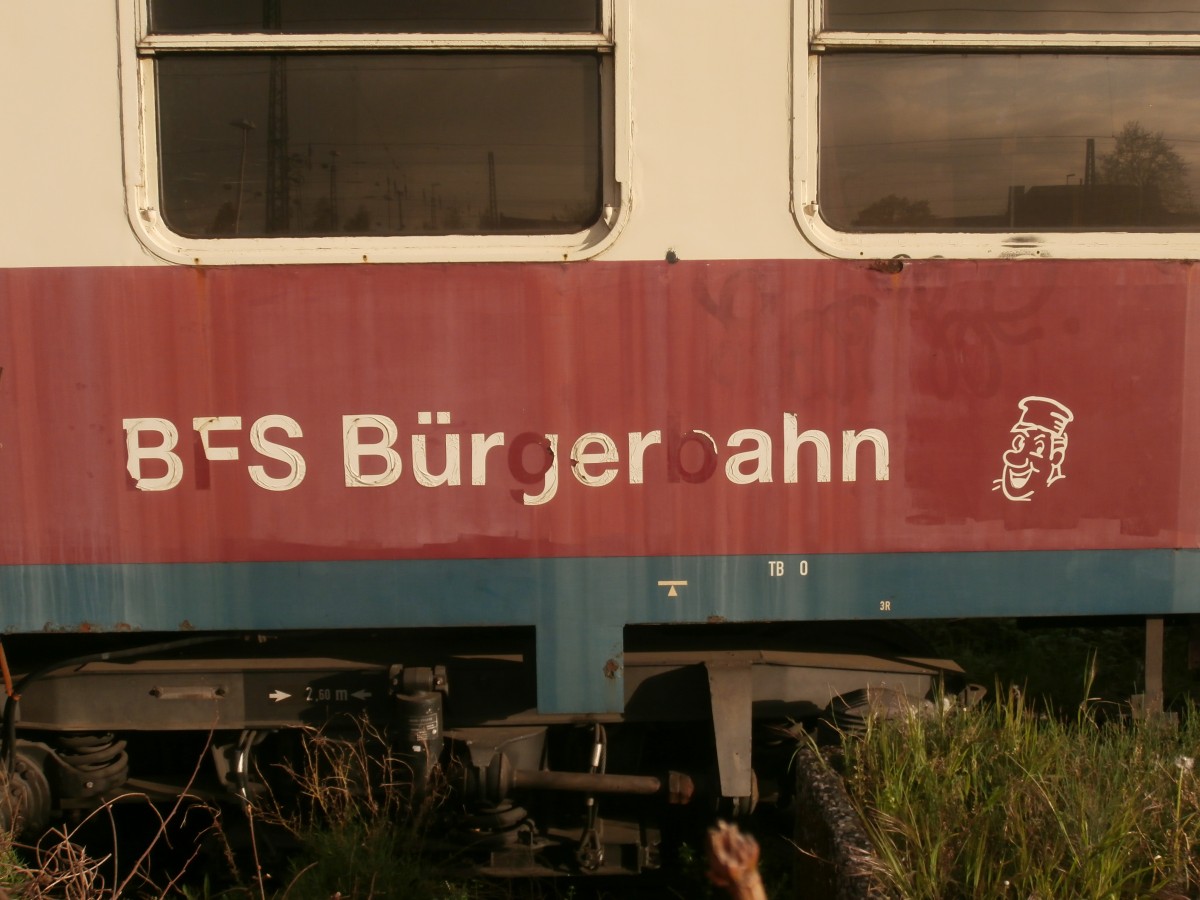 BFS Bürgerbahn
TB 0
3R
2,60 m